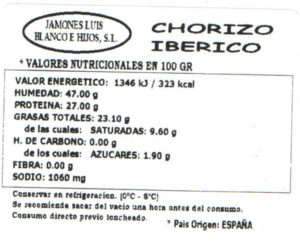 JAMONES LUIS
BLANCO E HIJOS, S.L
CHORIZO
IBERICO
* VALORES NUTRICIONALES EN 100 GR
VALOR ENERGETICO: 1346 kJ / 323 kcal
HUMEDAD: 47.00 g
PROTEINA: 27.00 g
GRASAS TOTALES: 23.10 g
de las cuales: SATURADAS: 9.60 g
H. DE CARBONO: 0.00 g
de los cuales: AZUCARES: 1.90 g
FIBRA: 0.00 g
SODIO: 1060 mg
Conservar en refrigeracion. (0ºC - 8ºC)
Se recomienda sacar del vacio una hora antes del consumo.
Consumo directo previo loncheado.
* Pais Origen: ESPAÑA